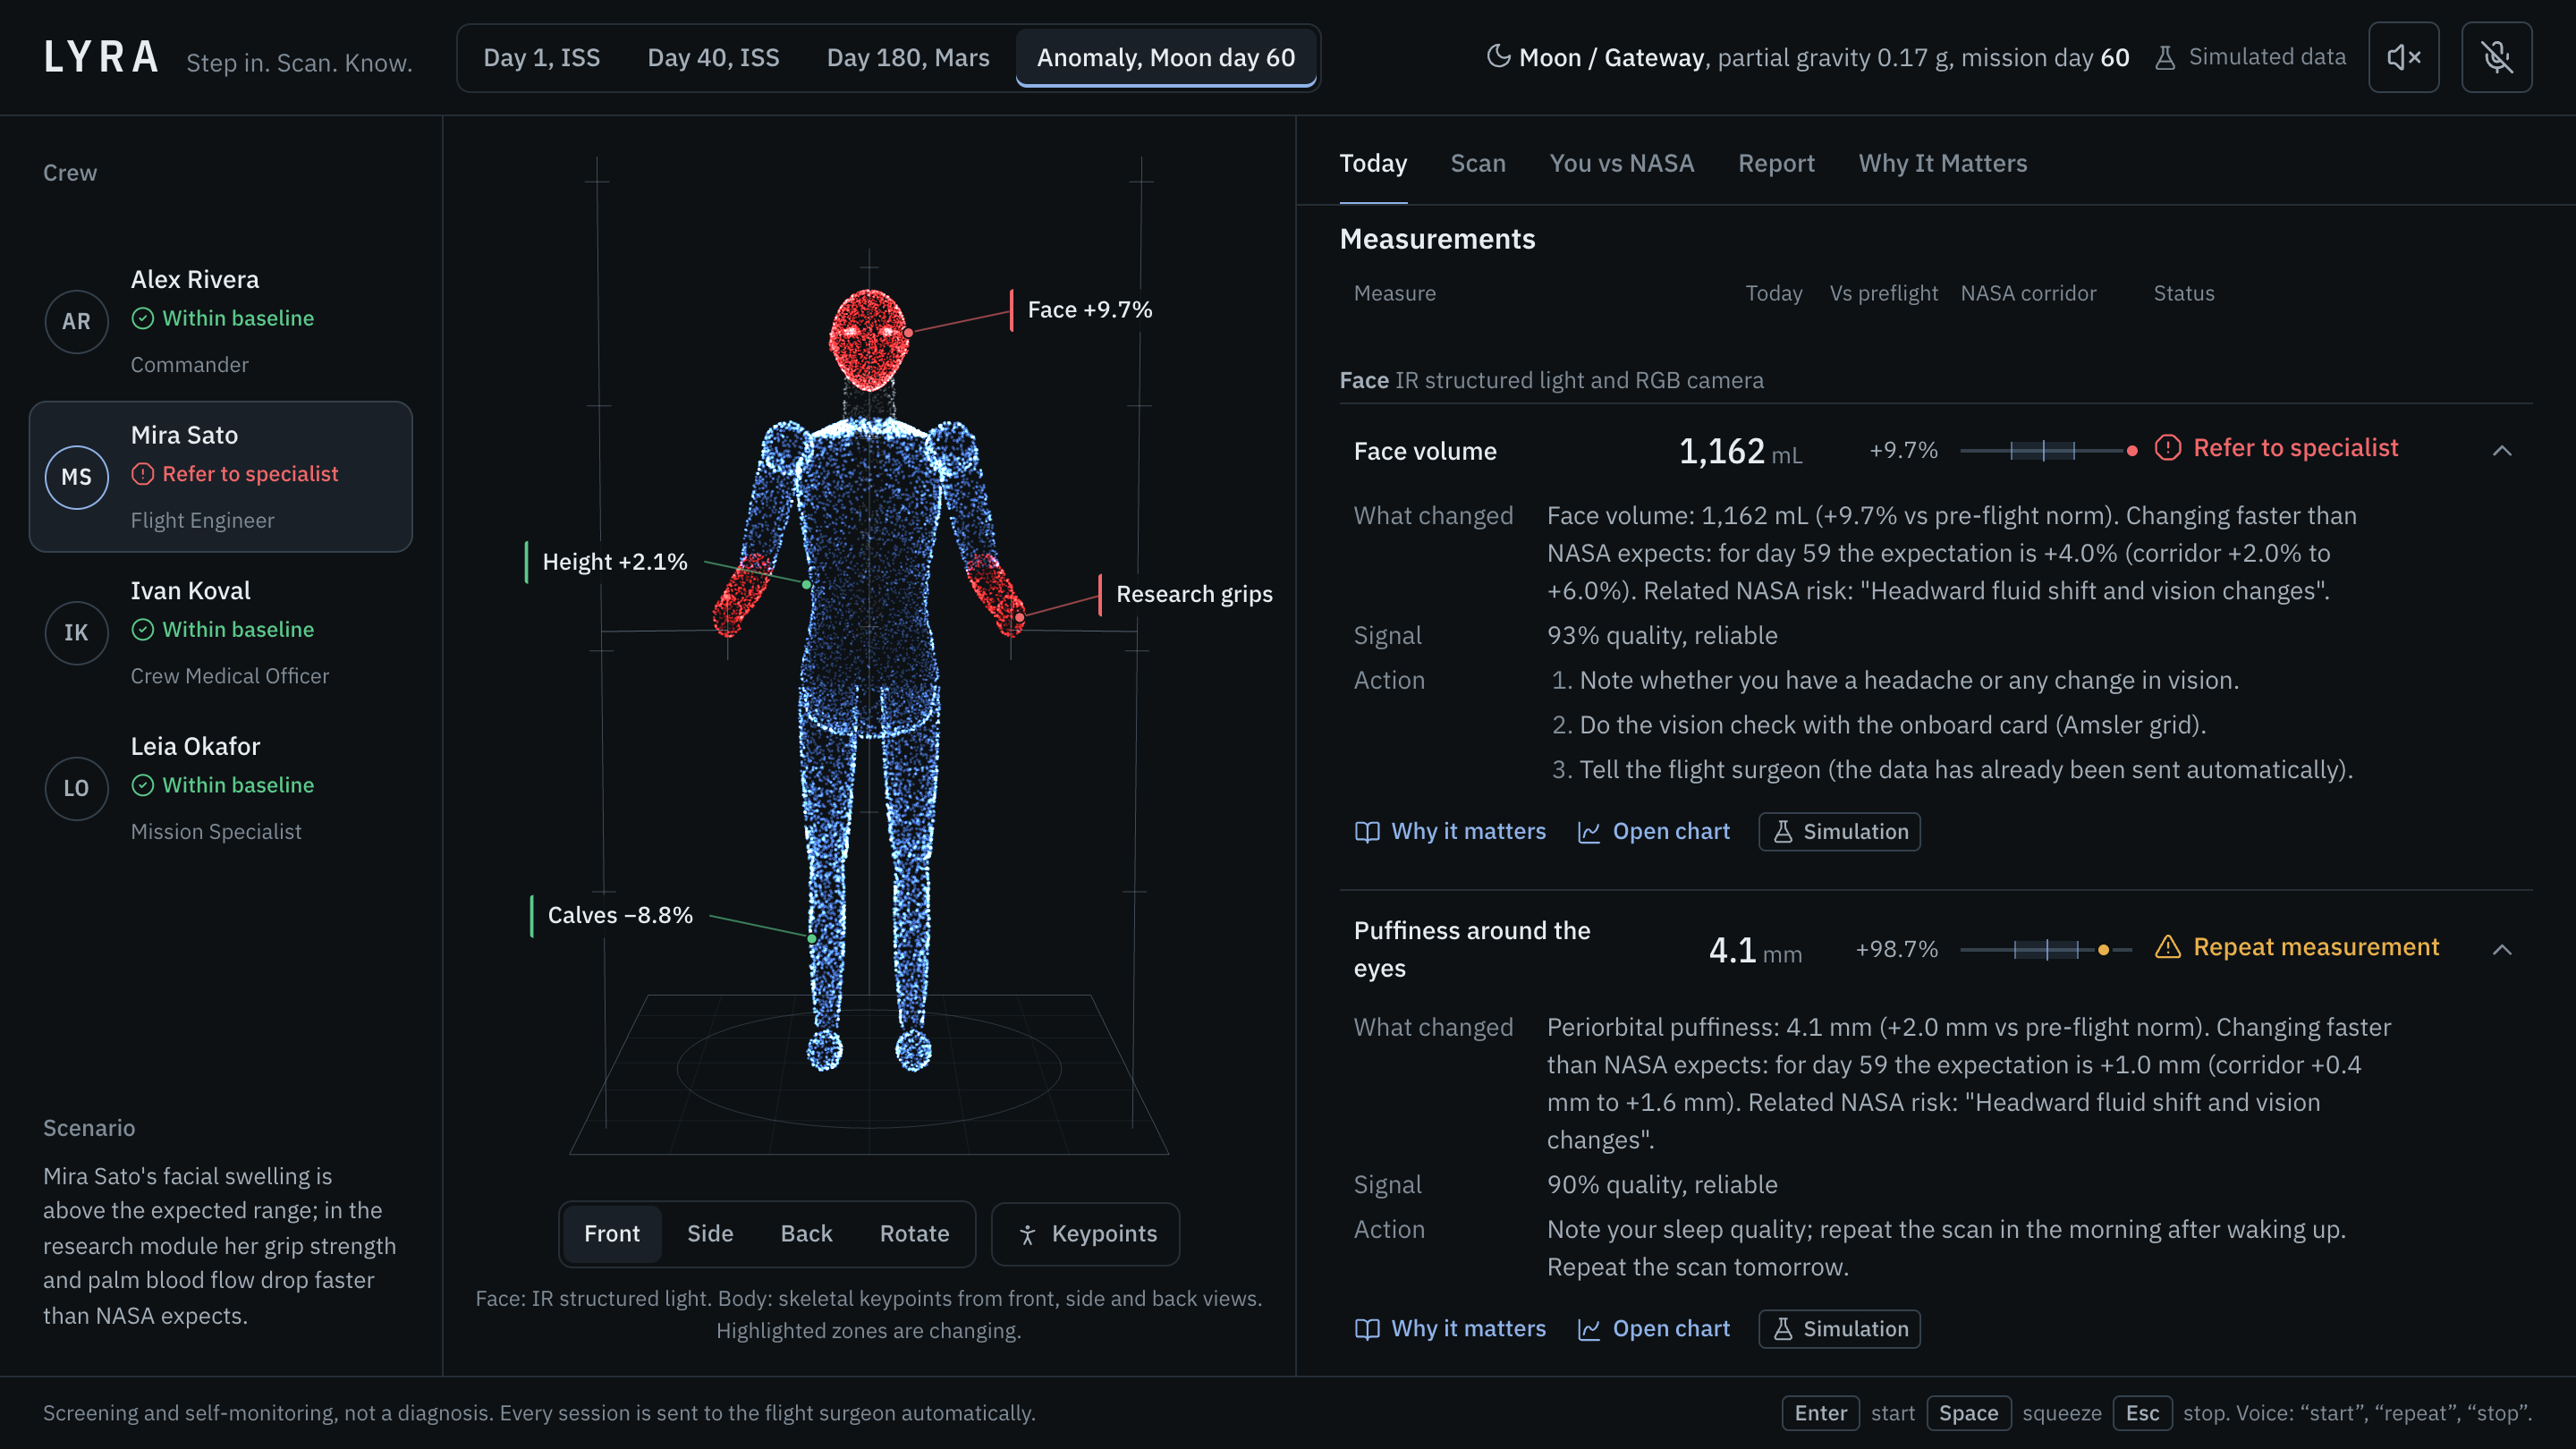 LYRA
Step in. Scan. Know.
Day 1, ISS
Day 40, ISS
Day 180, Mars
Anomaly, Moon day 60
Moon / Gateway, partial gravity 0.17 g, mission day 60
Simulated data
Crew
AR
Alex Rivera
Within baseline
Commander
MS
Mira Sato
Refer to specialist
Flight Engineer
IK
Ivan Koval
Within baseline
Crew Medical Officer
LO
Leia Okafor
Within baseline
Mission Specialist
Scenario
Mira Sato's facial swelling is
above the expected range; in the
research module her grip strength
and palm blood flow drop faster
than NASA expects.
Face +9.7%
Height +2.1%
Research grips
Calves −8.8%
Front
Side
Back
Rotate
Keypoints
Face: IR structured light. Body: skeletal keypoints from front, side and back views.
Highlighted zones are changing.
Today
Scan
You vs NASA
Report
Why It Matters
Measurements
Measure
Today
Vs preflight
NASA corridor
Status
Face IR structured light and RGB camera
Face volume
1,162 mL
+9.7%
Refer to specialist
What changed
Face volume: 1,162 mL (+9.7% vs pre-flight norm). Changing faster than
NASA expects: for day 59 the expectation is +4.0% (corridor +2.0% to
+6.0%). Related NASA risk: "Headward fluid shift and vision changes".
Signal
93% quality, reliable
Action
1. Note whether you have a headache or any change in vision.
2. Do the vision check with the onboard card (Amsler grid).
3. Tell the flight surgeon (the data has already been sent automatically).
Why it matters
Open chart
Simulation
Puffiness around the
eyes
4.1 mm
+98.7%
Repeat measurement
What changed
Periorbital puffiness: 4.1 mm (+2.0 mm vs pre-flight norm). Changing faster
than NASA expects: for day 59 the expectation is +1.0 mm (corridor +0.4
mm to +1.6 mm). Related NASA risk: "Headward fluid shift and vision
changes".
Signal
90% quality, reliable
Action
Note your sleep quality; repeat the scan in the morning after waking up.
Repeat the scan tomorrow.
Why it matters
Open chart
Simulation
Screening and self-monitoring, not a diagnosis. Every session is sent to the flight surgeon automatically.
Enter start Space squeeze Esc stop. Voice: “start”, “repeat”, “stop”.